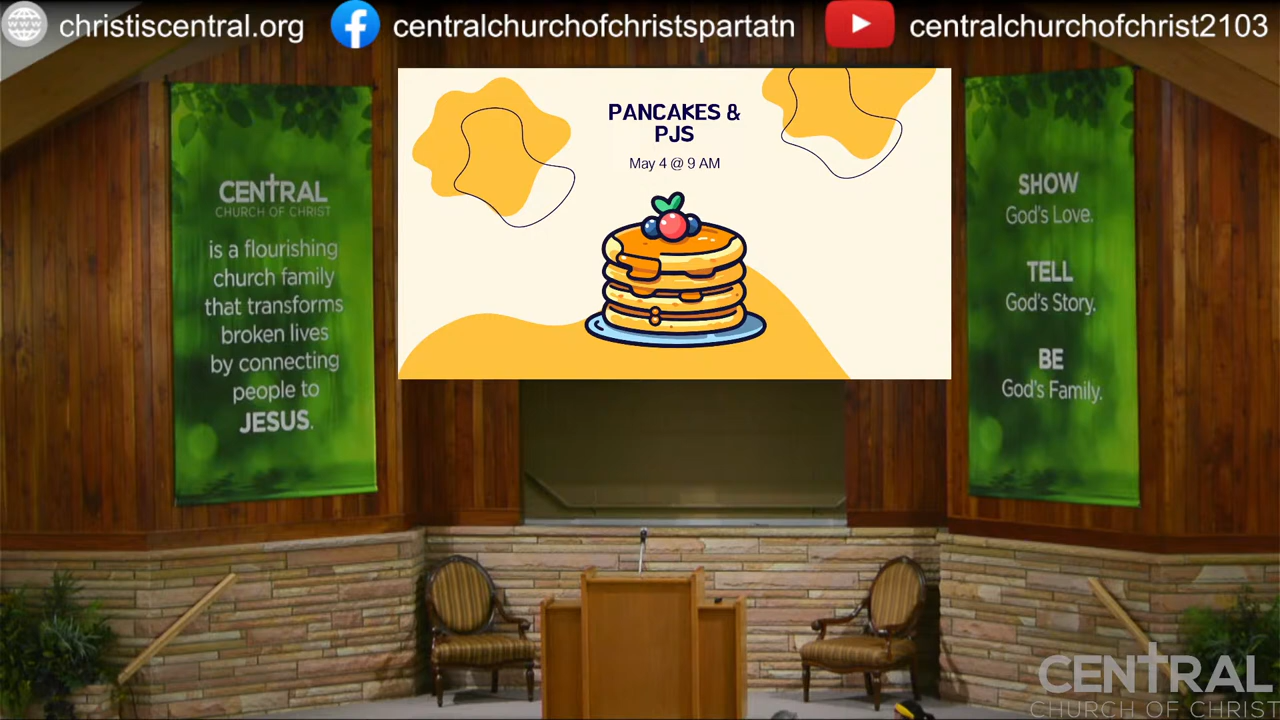 christiscentral.org
centralchurchofchristspartatn
centralchurchofchrist2103
CENTRAL
CHURCH OF CHRIST
is a flourishing
church family
that transforms
broken lives
by connecting
people to
JESUS.
PANCAKES &
PJS
May 4 @ 9 AM
SHOW
God's Love.
TELL
God's Story.
BE
God's Family.
CENTRAL
CHURCH OF CHRIST